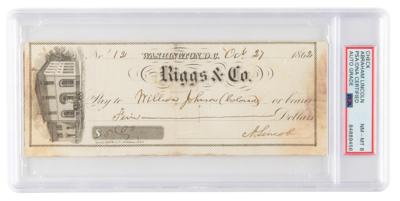 No. 12 WASHINGTON, D.C. Oct 27 1862
Riggs & Co.
Pay to William Johnson (Colored) or bearer
Five Dollars
$5
A. Lincoln
CHECK
ABRAHAM LINCOLN
PSA/DNA CERTIFIED
AUTO GRADE
NM - MT 8
84889456